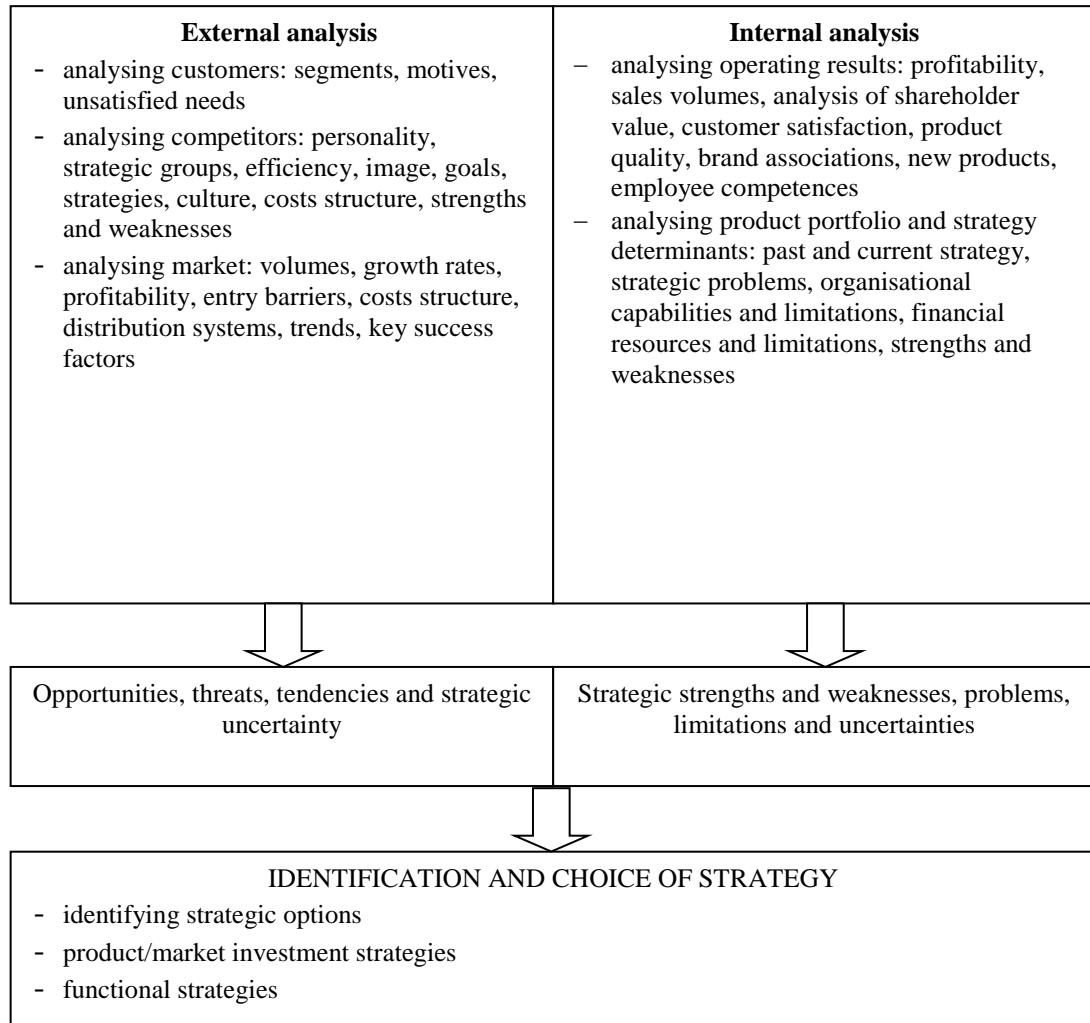 External analysis
- analysing customers: segments, motives,
unsatisfied needs
- analysing competitors: personality,
strategic groups, efficiency, image, goals,
strategies, culture, costs structure, strengths
and weaknesses
- analysing market: volumes, growth rates,
profitability, entry barriers, costs structure,
distribution systems, trends, key success
factors
Internal analysis
– analysing operating results: profitability,
sales volumes, analysis of shareholder
value, customer satisfaction, product
quality, brand associations, new products,
employee competences
– analysing product portfolio and strategy
determinants: past and current strategy,
strategic problems, organisational
capabilities and limitations, financial
resources and limitations, strengths and
weaknesses
Opportunities, threats, tendencies and strategic
uncertainty
Strategic strengths and weaknesses, problems,
limitations and uncertainties
IDENTIFICATION AND CHOICE OF STRATEGY
- identifying strategic options
- product/market investment strategies
- functional strategies